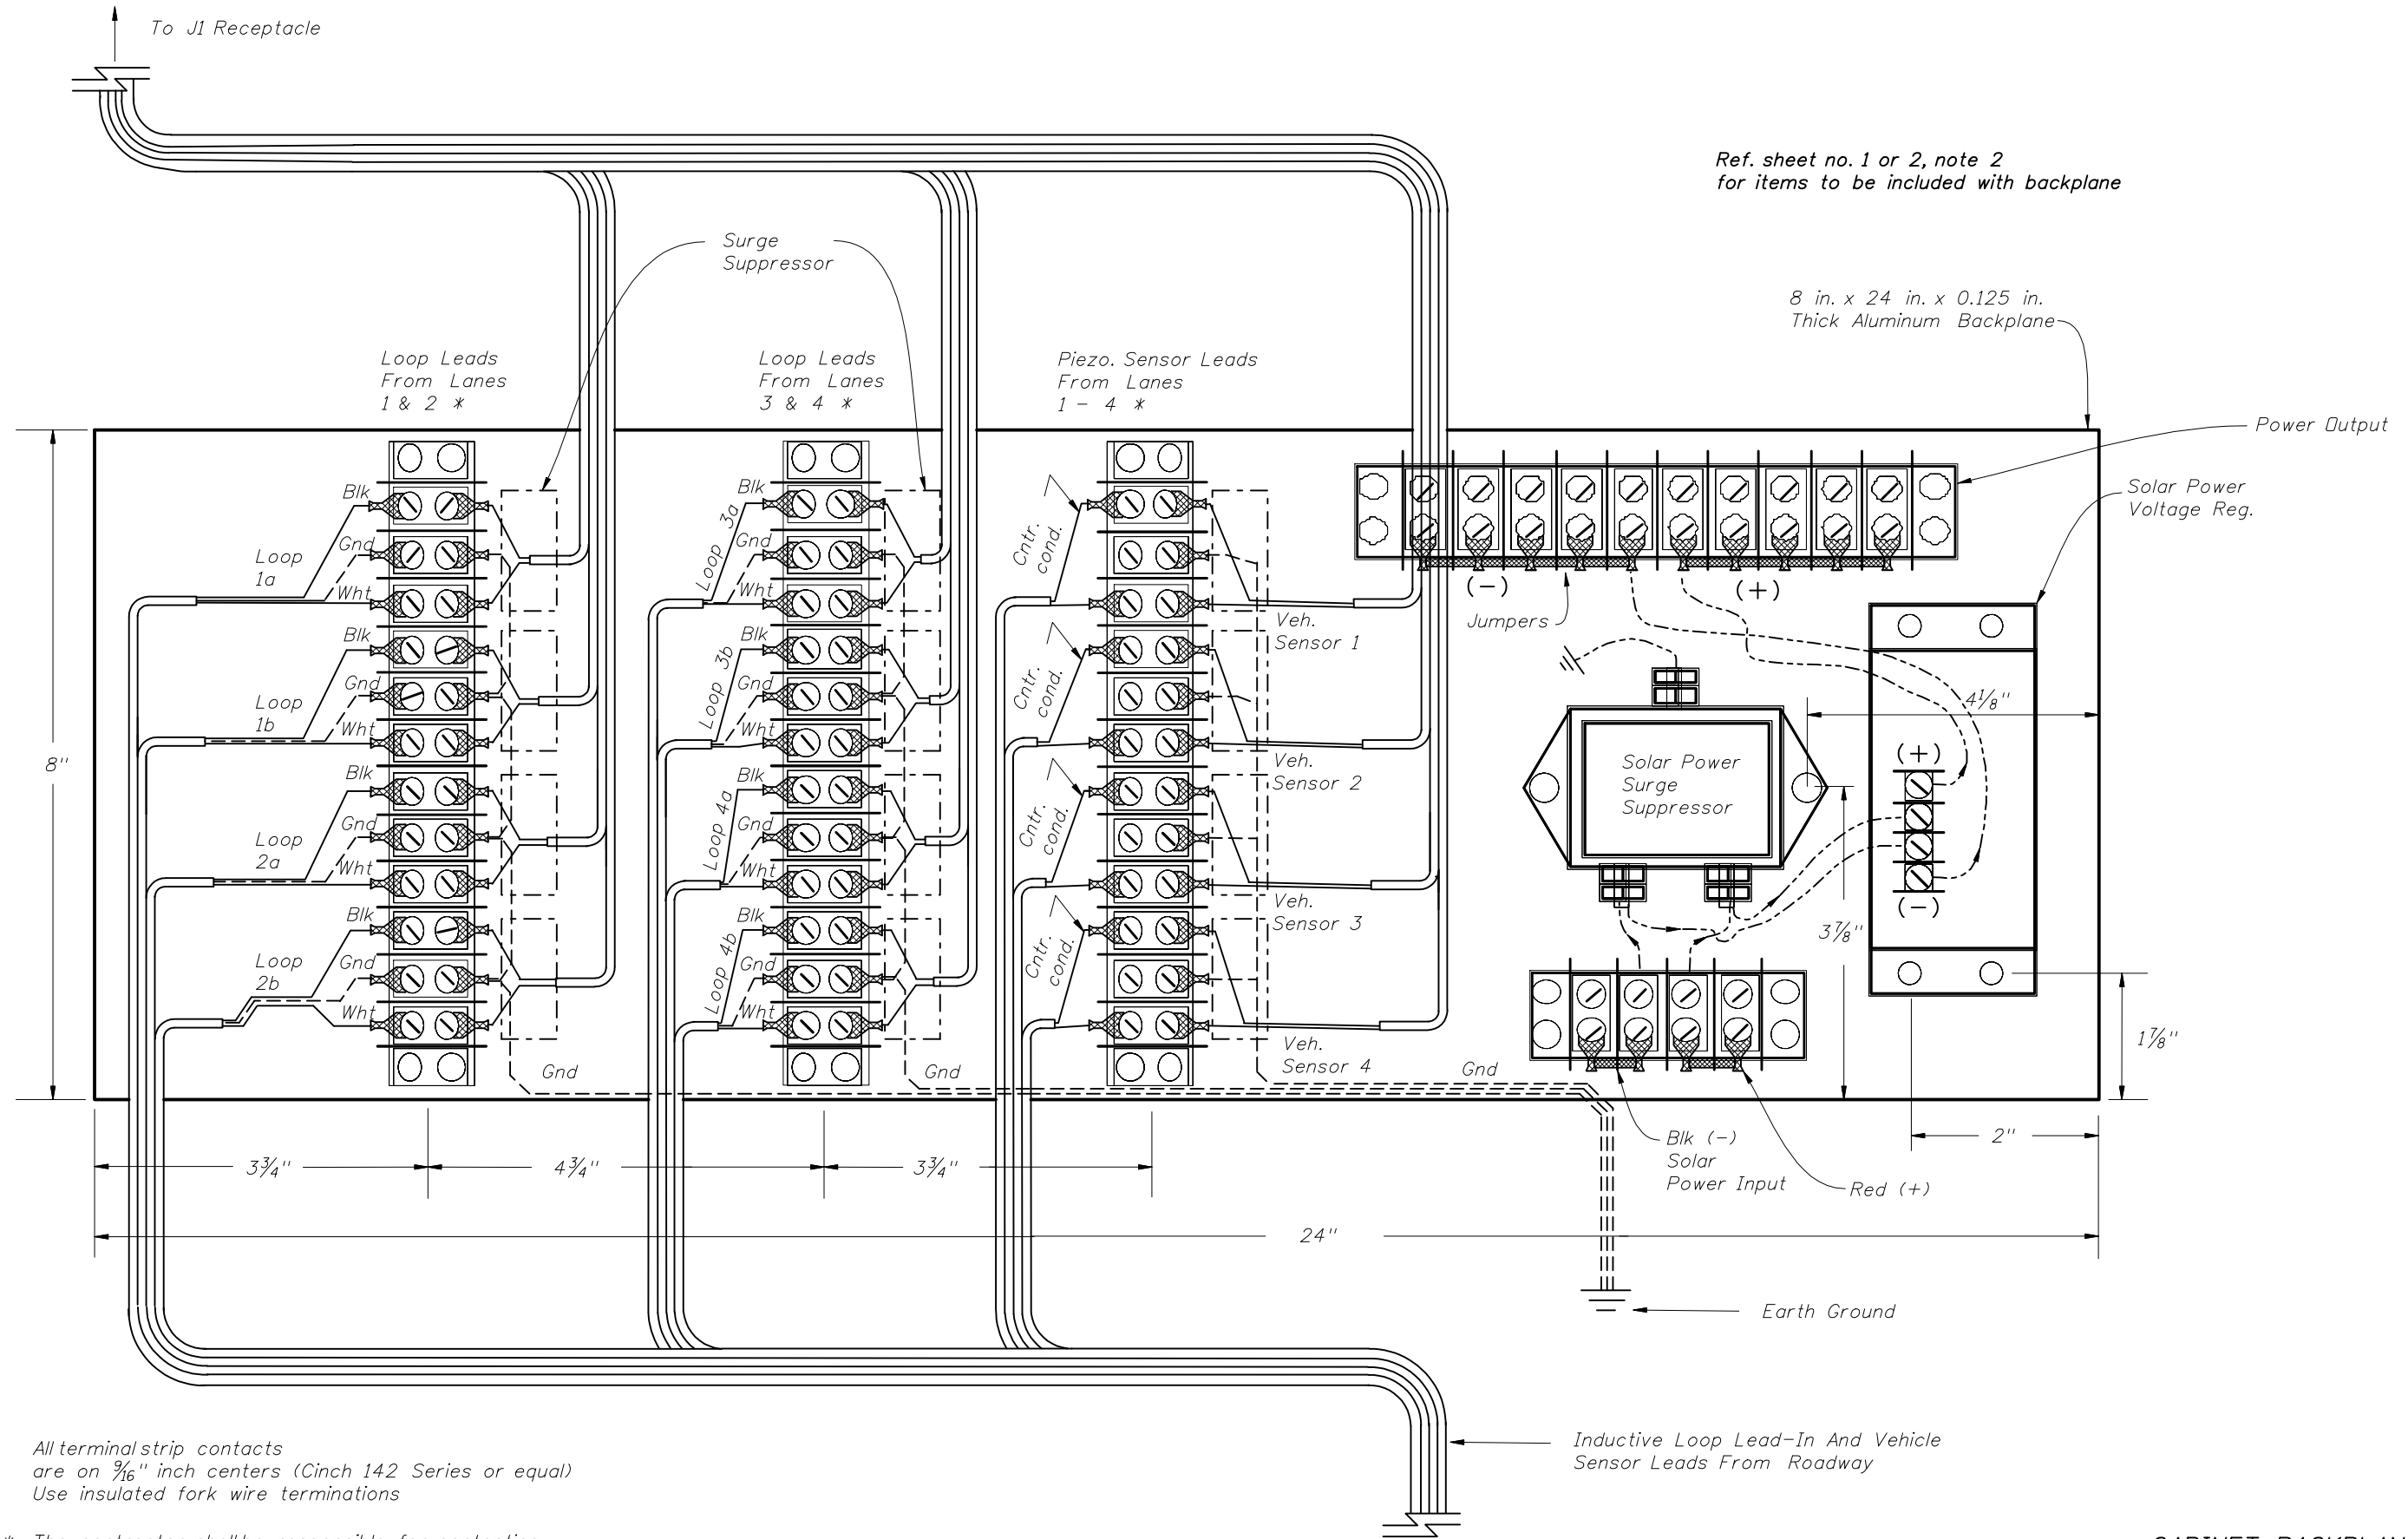 To J1 Receptacle
Ref. sheet no. 1 or 2, note 2
for items to be included with backplane
Surge
Suppressor
8 in. x 24 in. x 0.125 in.
Thick Aluminum Backplane
Loop Leads
From Lanes
1 & 2 *
Loop Leads
From Lanes
3 & 4 *
Piezo. Sensor Leads
From Lanes
1 - 4 *
Power Output
Solar Power
Voltage Reg.
Blk
Gnd
Wht
Loop
1a
Blk
Gnd
Wht
Loop
1b
Blk
Gnd
Wht
Loop
2a
Blk
Gnd
Wht
Loop
2b
Blk
Gnd
Wht
Loop 3a
Blk
Gnd
Wht
Loop 3b
Blk
Gnd
Wht
Loop 4a
Blk
Gnd
Wht
Loop 4b
Cntr.
cond.
Cntr.
cond.
Cntr.
cond.
Cntr.
cond.
Veh.
Sensor 1
Veh.
Sensor 2
Veh.
Sensor 3
Veh.
Sensor 4
(-)
(+)
Jumpers
4 1/8"
Solar Power
Surge
Suppressor
(+)
(-)
3 7/8"
1 7/8"
8"
Gnd
Gnd
Gnd
Blk (-)
Solar
Power Input
Red (+)
2"
3 3/4"
4 3/4"
3 3/4"
24"
Earth Ground
Inductive Loop Lead-In And Vehicle
Sensor Leads From Roadway
All terminal strip contacts
are on 9/16" inch centers (Cinch 142 Series or equal)
Use insulated fork wire terminations